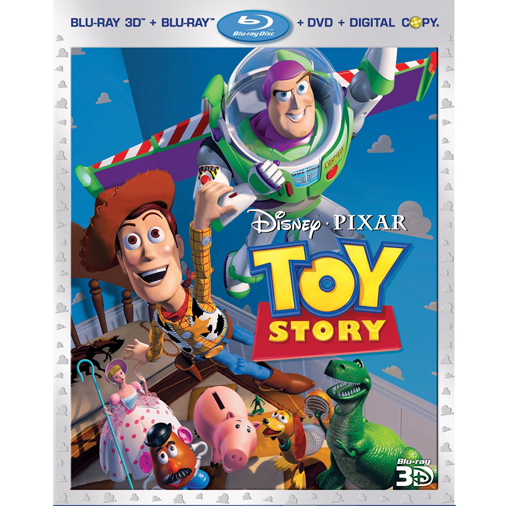 BLU-RAY 3D™ + BLU-RAY™ Blu-ray Disc + DVD + DIGITAL COPY.
DISNEY · PIXAR
TOY
STORY
Blu-ray
3D